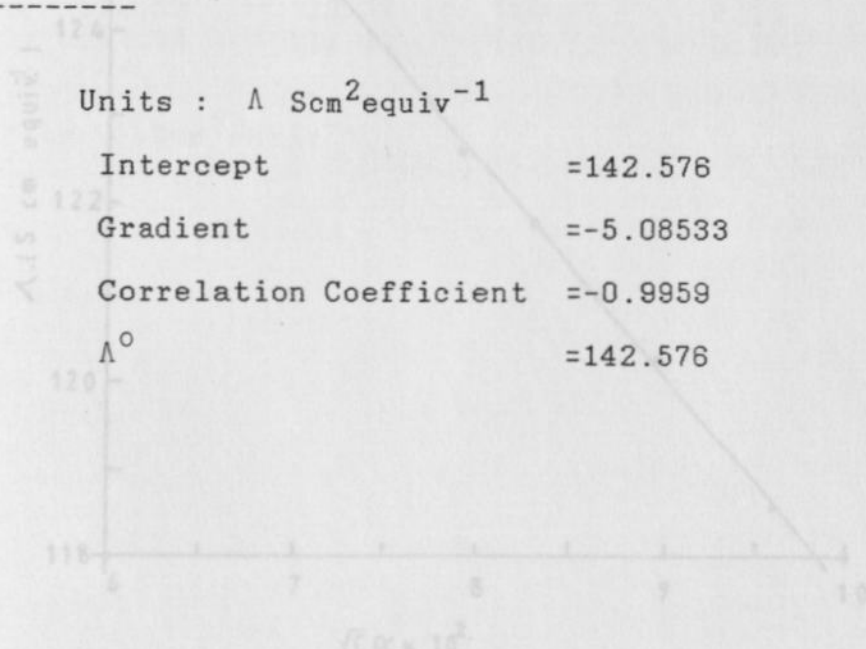 Units : Λ Scm²equiv⁻¹
Intercept =142.576
Gradient =-5.08533
Correlation Coefficient =-0.9959
Λ° =142.576
124
122
120
118
6 7 8 9 10